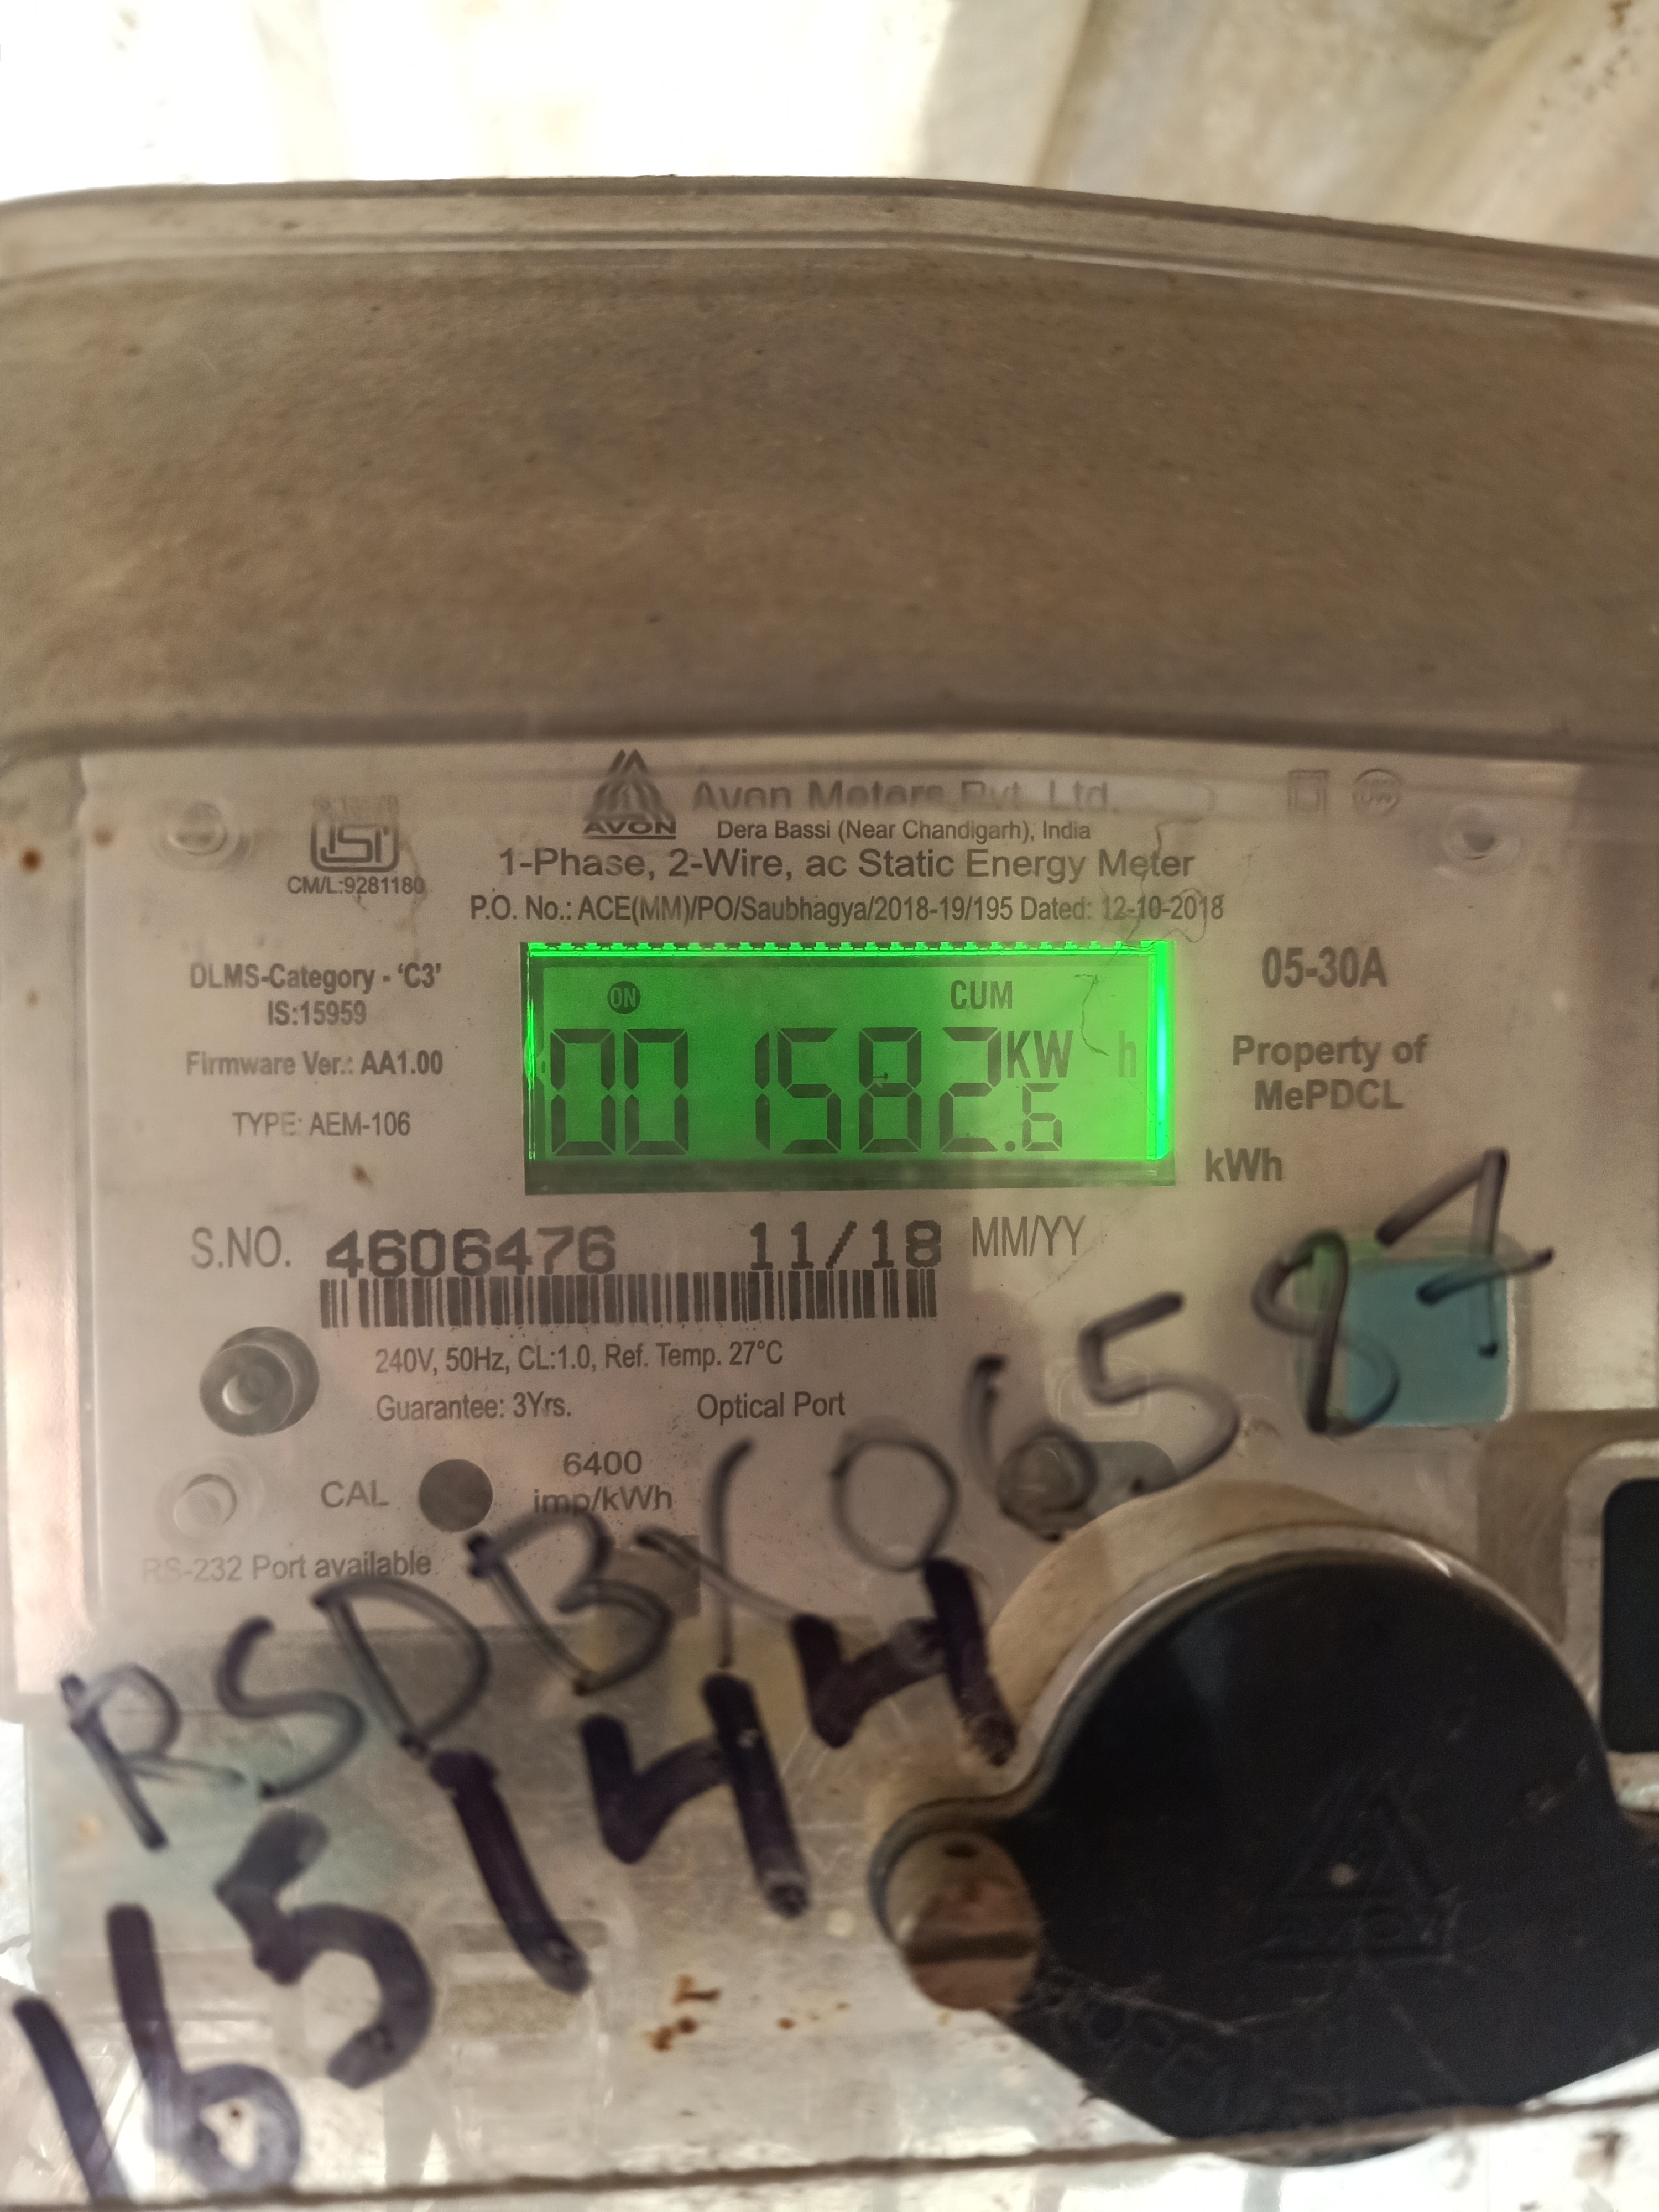 AVON
Avon Meters Pvt. Ltd.
Dera Bassi (Near Chandigarh), India
ISI
CM/L:9281180
1-Phase, 2-Wire, ac Static Energy Meter
P.O. No.: ACE(MM)/PO/Saubhagya/2018-19/195 Dated: 12-10-2018
DLMS-Category - ‘C3’
IS:15959
Firmware Ver.: AA1.00
TYPE: AEM-106
ON CUM
001582.6 KW h
05-30A
Property of
MePDCL
kWh
S.NO. 4606476 11/18 MM/YY
240V, 50Hz, CL:1.0, Ref. Temp. 27°C
Guarantee: 3Yrs. Optical Port
CAL 6400
imp/kWh
RS-232 Port available
RSDBY06587
165144